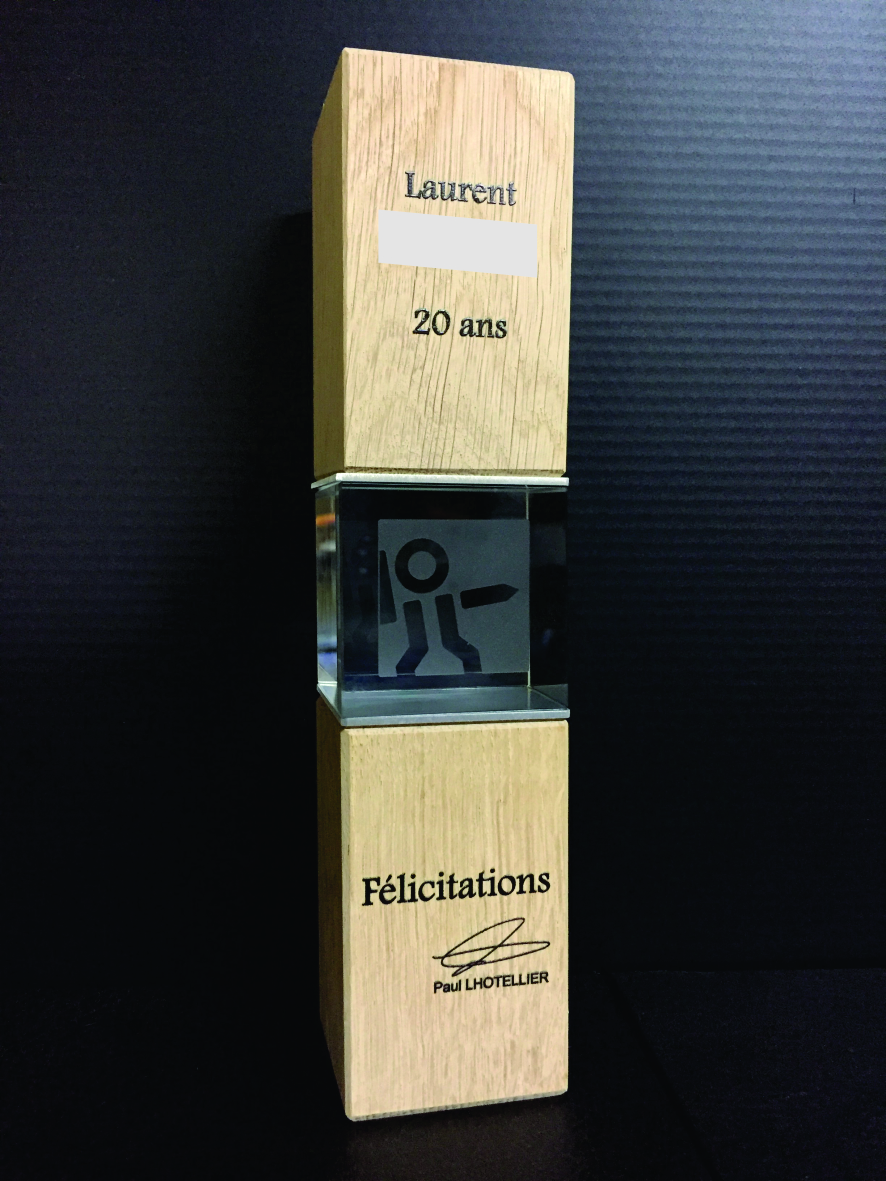 Laurent
20 ans
Félicitations
Paul LHOTELLIER